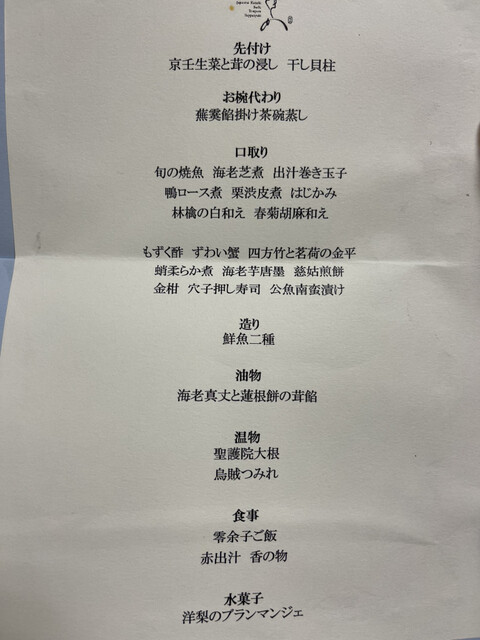 先付け
京壬生菜と茸の浸し 干し貝柱
お椀代わり
蕪霙餡掛け茶碗蒸し
口取り
旬の焼魚 海老芝煮 出汁巻き玉子
鴨ロース煮 栗渋皮煮 はじかみ
林檎の白和え 春菊胡麻和え
もずく酢 ずわい蟹 四方竹と茗荷の金平
蛸柔らか煮 海老芋唐墨 慈姑煎餅
金柑 穴子押し寿司 公魚南蛮漬け
造り
鮮魚二種
油物
海老真丈と蓮根餅の茸餡
温物
聖護院大根
烏賊つみれ
食事
零余子ご飯
赤出汁 香の物
水菓子
洋梨のブランマンジェ